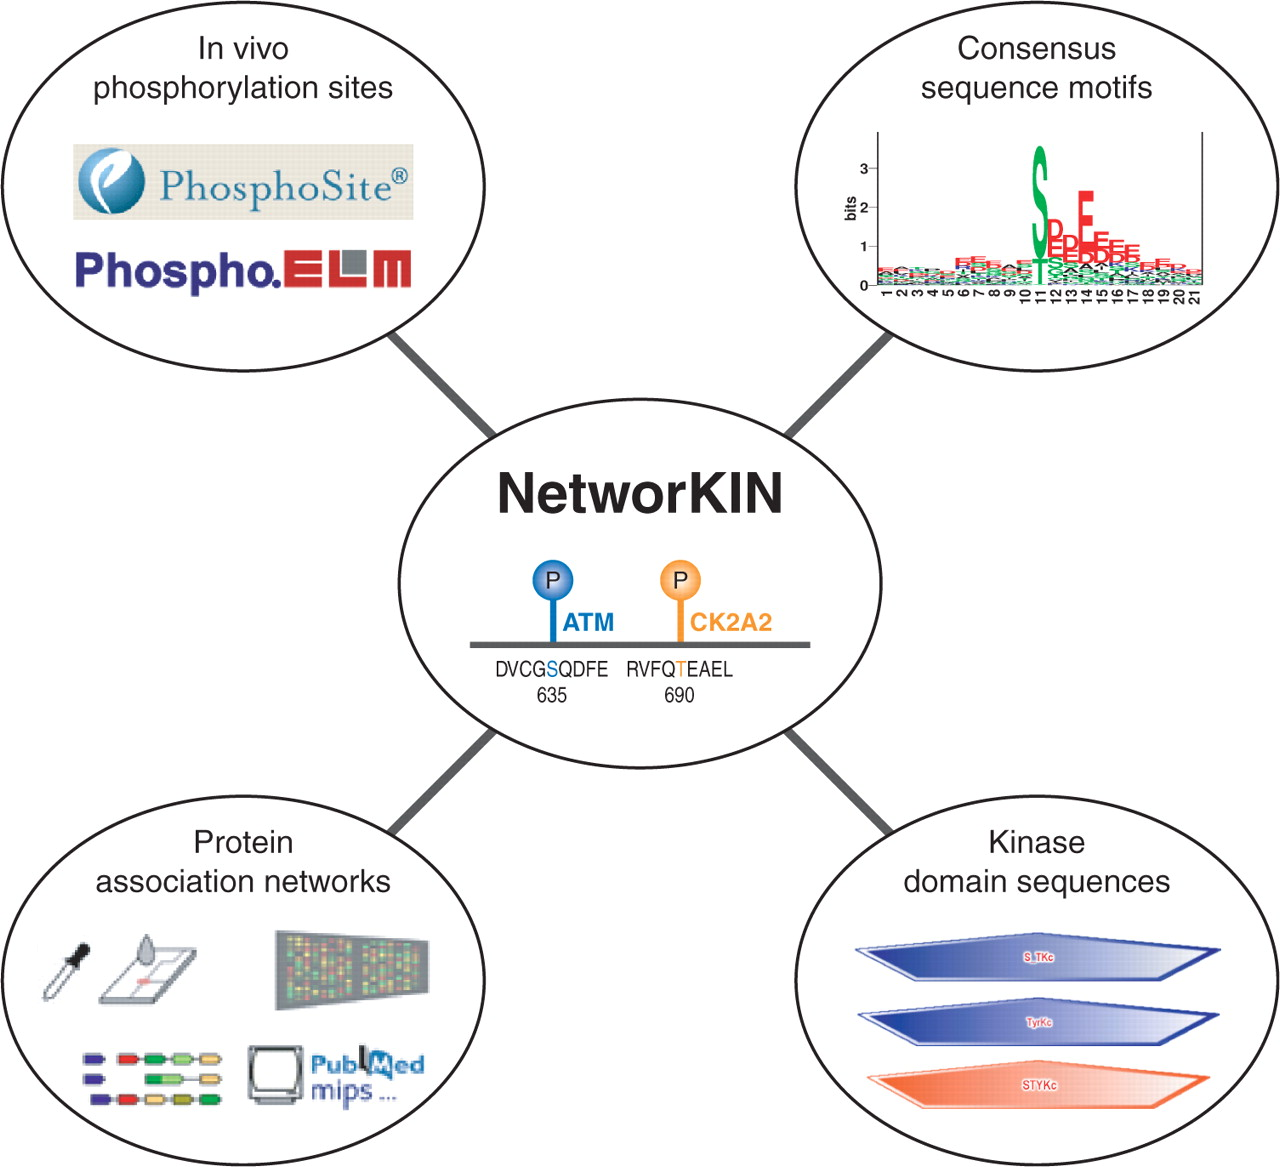 In vivo
phosphorylation sites
PhosphoSite®
Phospho.ELM
Consensus
sequence motifs
bits
3
2
1
0
S
T
D
E
E
1 2 3 4 5 6 7 8 9 10 11 12 13 14 15 16 17 18 19 20 21
NetworKIN
P P
ATM CK2A2
DVCGSQDFE RVFQTEAEL
635 690
Protein
association networks
PubMed
mips ...
Kinase
domain sequences
S_TKc
TyrKc
STYKc